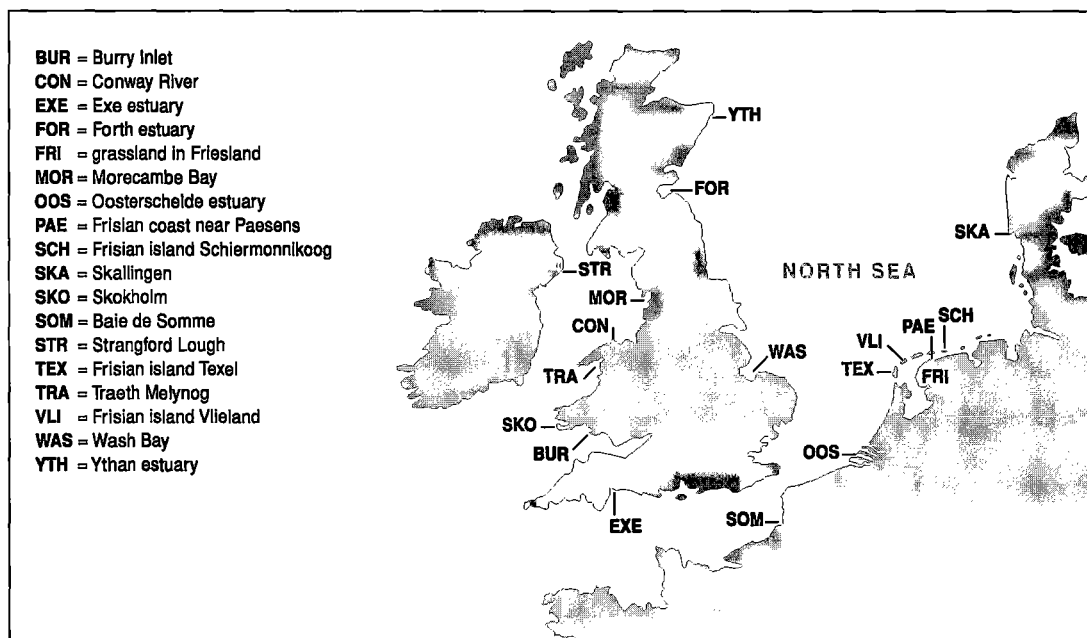 BUR = Burry Inlet
CON = Conway River
EXE = Exe estuary
FOR = Forth estuary
FRI = grassland in Friesland
MOR = Morecambe Bay
OOS = Oosterschelde estuary
PAE = Frisian coast near Paesens
SCH = Frisian island Schiermonnikoog
SKA = Skallingen
SKO = Skokholm
SOM = Baie de Somme
STR = Strangford Lough
TEX = Frisian island Texel
TRA = Traeth Melynog
VLI = Frisian island Vlieland
WAS = Wash Bay
YTH = Ythan estuary
YTH
FOR
SKA
STR
NORTH SEA
MOR
CON
SCH
PAE
VLI
WAS
TEX
FRI
TRA
SKO
BUR
OOS
SOM
EXE